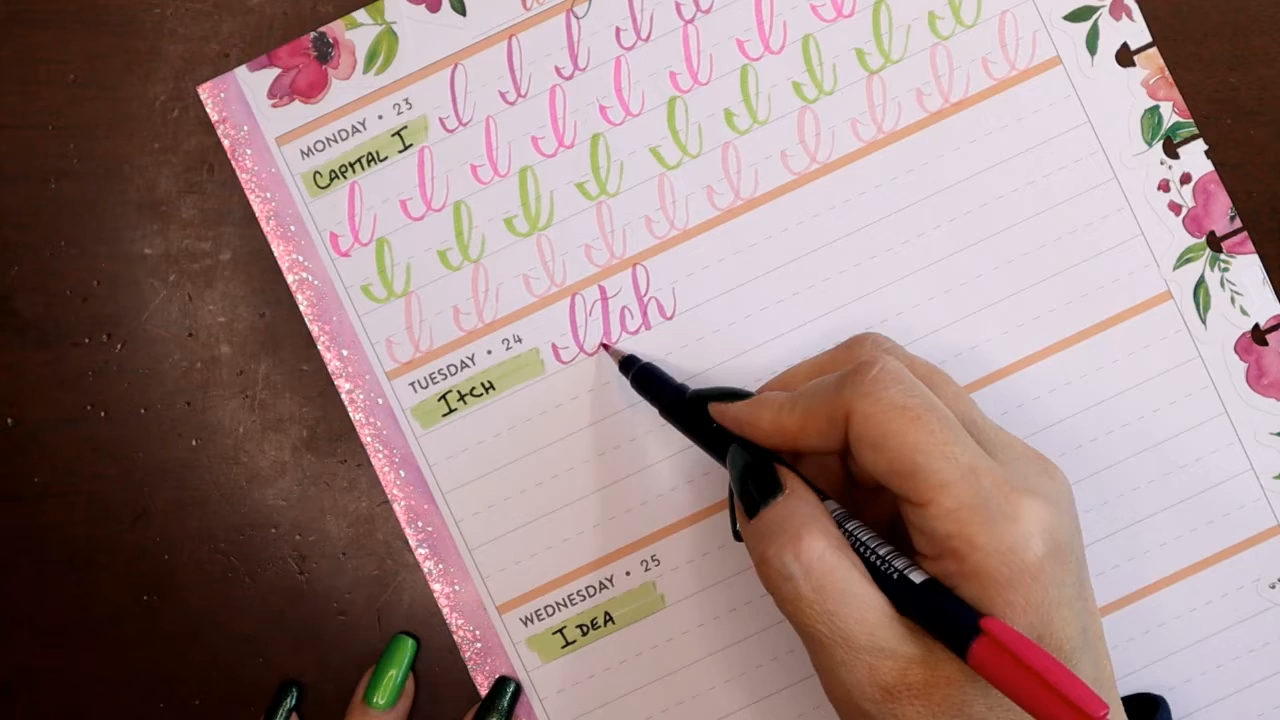 MONDAY • 23
CAPITAL I
I I I I I
I I I I I I I I
I I I I I I I I I
I I I I I I I I I I
TUESDAY • 24
Itch
Itch
WEDNESDAY • 25
IDEA